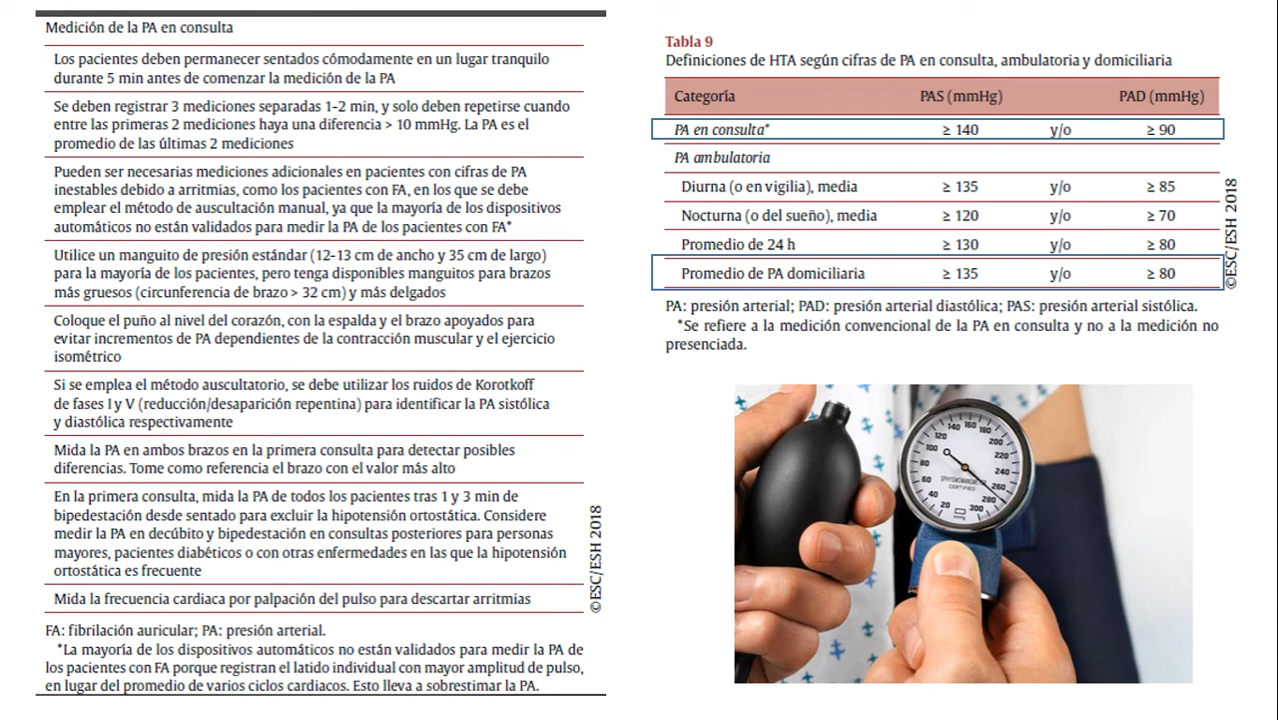 Medición de la PA en consulta
Los pacientes deben permanecer sentados cómodamente en un lugar tranquilo
durante 5 min antes de comenzar la medición de la PA
Se deben registrar 3 mediciones separadas 1-2 min, y solo deben repetirse cuando
entre las primeras 2 mediciones haya una diferencia > 10 mmHg. La PA es el
promedio de las últimas 2 mediciones
Pueden ser necesarias mediciones adicionales en pacientes con cifras de PA
inestables debido a arritmias, como los pacientes con FA, en los que se debe
emplear el método de auscultación manual, ya que la mayoría de los dispositivos
automáticos no están validados para medir la PA de los pacientes con FA*
Utilice un manguito de presión estándar (12-13 cm de ancho y 35 cm de largo)
para la mayoría de los pacientes, pero tenga disponibles manguitos para brazos
más gruesos (circunferencia de brazo > 32 cm) y más delgados
Coloque el puño al nivel del corazón, con la espalda y el brazo apoyados para
evitar incrementos de PA dependientes de la contracción muscular y el ejercicio
isométrico
Si se emplea el método auscultatorio, se debe utilizar los ruidos de Korotkoff
de fases I y V (reducción/desaparición repentina) para identificar la PA sistólica
y diastólica respectivamente
Mida la PA en ambos brazos en la primera consulta para detectar posibles
diferencias. Tome como referencia el brazo con el valor más alto
En la primera consulta, mida la PA de todos los pacientes tras 1 y 3 min de
bipedestación desde sentado para excluir la hipotensión ortostática. Considere
medir la PA en decúbito y bipedestación en consultas posteriores para personas
mayores, pacientes diabéticos o con otras enfermedades en las que la hipotensión
ortostática es frecuente
Mida la frecuencia cardiaca por palpación del pulso para descartar arritmias
FA: fibrilación auricular; PA: presión arterial.
*La mayoría de los dispositivos automáticos no están validados para medir la PA de
los pacientes con FA porque registran el latido individual con mayor amplitud de pulso,
en lugar del promedio de varios ciclos cardiacos. Esto lleva a sobrestimar la PA.
©ESC/ESH 2018
Tabla 9
Definiciones de HTA según cifras de PA en consulta, ambulatoria y domiciliaria
Categoría PAS (mmHg) PAD (mmHg)
PA en consulta* ≥ 140 y/o ≥ 90
PA ambulatoria
Diurna (o en vigilia), media ≥ 135 y/o ≥ 85
Nocturna (o del sueño), media ≥ 120 y/o ≥ 70
Promedio de 24 h ≥ 130 y/o ≥ 80
Promedio de PA domiciliaria ≥ 135 y/o ≥ 80
©ESC/ESH 2018
PA: presión arterial; PAD: presión arterial diastólica; PAS: presión arterial sistólica.
*Se refiere a la medición convencional de la PA en consulta y no a la medición no
presenciada.
20 40 60 80 100 120 140 160 180 200 220 240 260 280 300
CERTIFIED